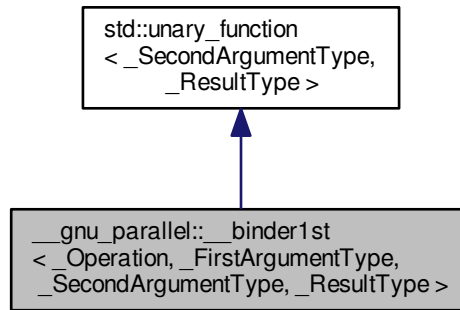 std::unary_function
< _SecondArgumentType,
_ResultType >
__gnu_parallel::__binder1st
< _Operation, _FirstArgumentType,
_SecondArgumentType, _ResultType >